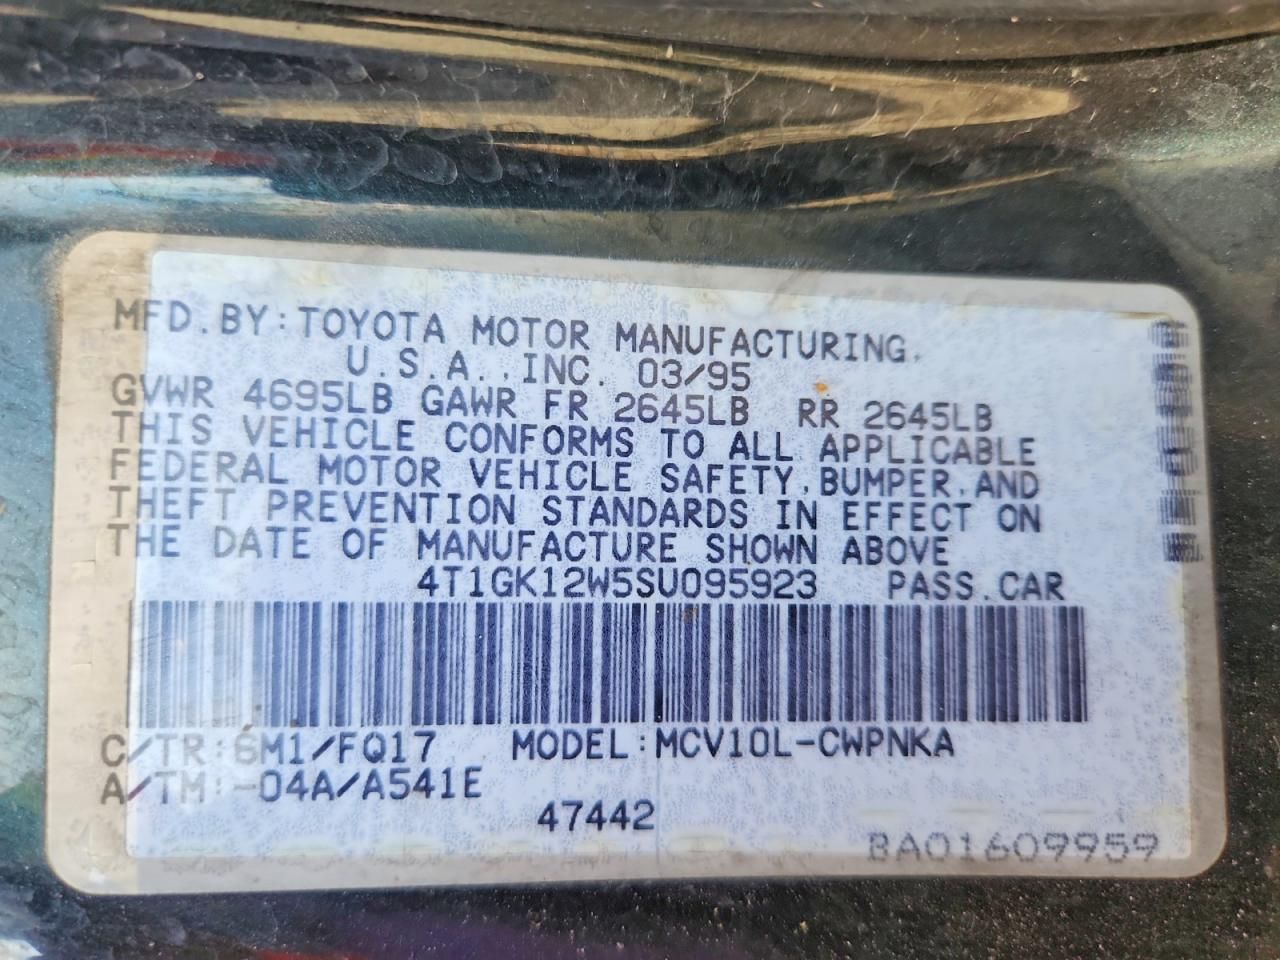 MFD.BY:TOYOTA MOTOR MANUFACTURING,
U.S.A.,INC. 03/95
GVWR 4695LB GAWR FR 2645LB RR 2645LB
THIS VEHICLE CONFORMS TO ALL APPLICABLE
FEDERAL MOTOR VEHICLE SAFETY,BUMPER,AND
THEFT PREVENTION STANDARDS IN EFFECT ON
THE DATE OF MANUFACTURE SHOWN ABOVE
4T1GK12W5SU095923 PASS.CAR
C/TR:6M1/FQ17 MODEL:MCV10L-CWPNKA
A/TM:-04A/A541E
47442
BA01609959